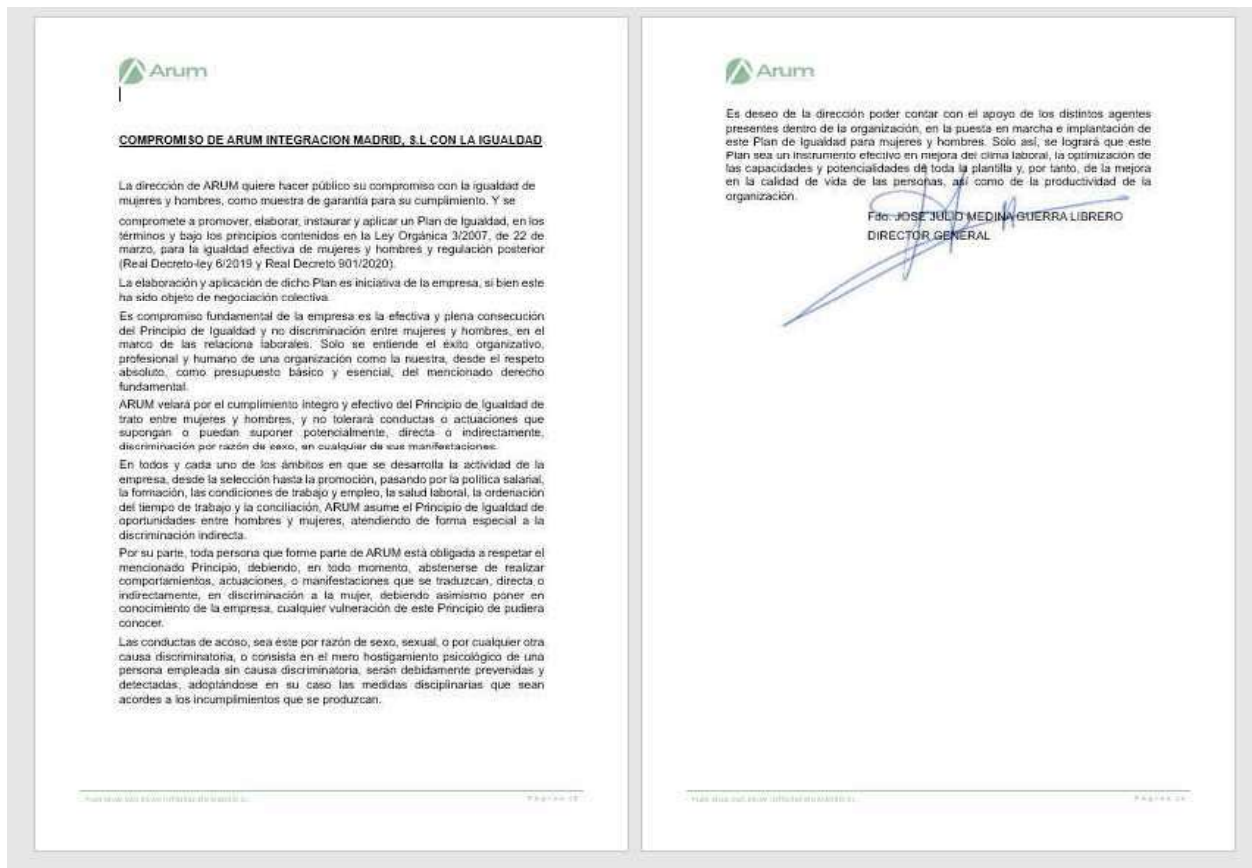 Arum
COMPROMISO DE ARUM INTEGRACION MADRID, S.L CON LA IGUALDAD
La dirección de ARUM quiere hacer público su compromiso con la igualdad de
mujeres y hombres, como muestra de garantía para su cumplimiento. Y se
compromete a promover, elaborar, instaurar y aplicar un Plan de Igualdad, en los
términos y bajo los principios contenidos en la Ley Orgánica 3/2007, de 22 de
marzo, para la igualdad efectiva de mujeres y hombres y regulación posterior
(Real Decreto-ley 6/2019 y Real Decreto 901/2020).
La elaboración y aplicación de dicho Plan es iniciativa de la empresa, si bien este
ha sido objeto de negociación colectiva.
Es compromiso fundamental de la empresa es la efectiva y plena consecución
del Principio de Igualdad y no discriminación entre mujeres y hombres, en el
marco de las relaciona laborales. Solo se entiende el éxito organizativo,
profesional y humano de una organización como la nuestra, desde el respeto
absoluto, como presupuesto básico y esencial, del mencionado derecho
fundamental.
ARUM velará por el cumplimiento integro y efectivo del Principio de Igualdad de
trato entre mujeres y hombres, y no tolerará conductas o actuaciones que
supongan o puedan suponer potencialmente, directa o indirectamente,
discriminación por razón de sexo, en cualquier de sus manifestaciones.
En todos y cada uno de los ámbitos en que se desarrolla la actividad de la
empresa, desde la selección hasta la promoción, pasando por la política salarial,
la formación, las condiciones de trabajo y empleo, la salud laboral, la ordenación
del tiempo de trabajo y la conciliación, ARUM asume el Principio de Igualdad de
oportunidades entre hombres y mujeres, atendiendo de forma especial a la
discriminación indirecta.
Por su parte, toda persona que forme parte de ARUM está obligada a respetar el
mencionado Principio, debiendo, en todo momento, abstenerse de realizar
comportamientos, actuaciones, o manifestaciones que se traduzcan, directa o
indirectamente, en discriminación a la mujer, debiendo asimismo poner en
conocimiento de la empresa, cualquier vulneración de este Principio de pudiera
conocer.
Las conductas de acoso, sea éste por razón de sexo, sexual, o por cualquier otra
causa discriminatoria, o consista en el mero hostigamiento psicológico de una
persona empleada sin causa discriminatoria, serán debidamente prevenidas y
detectadas, adoptándose en su caso las medidas disciplinarias que sean
acordes a los incumplimientos que se produzcan.
Arum
Es deseo de la dirección poder contar con el apoyo de los distintos agentes
presentes dentro de la organización, en la puesta en marcha e implantación de
este Plan de Igualdad para mujeres y hombres. Solo así, se logrará que este
Plan sea un instrumento efectivo en mejora del clima laboral, la optimización de
las capacidades y potencialidades de toda la plantilla y, por tanto, de la mejora
en la calidad de vida de las personas, así como de la productividad de la
organización.
Fdo. JOSE JULIO MEDINA GUERRA LIBRERO
DIRECTOR GENERAL